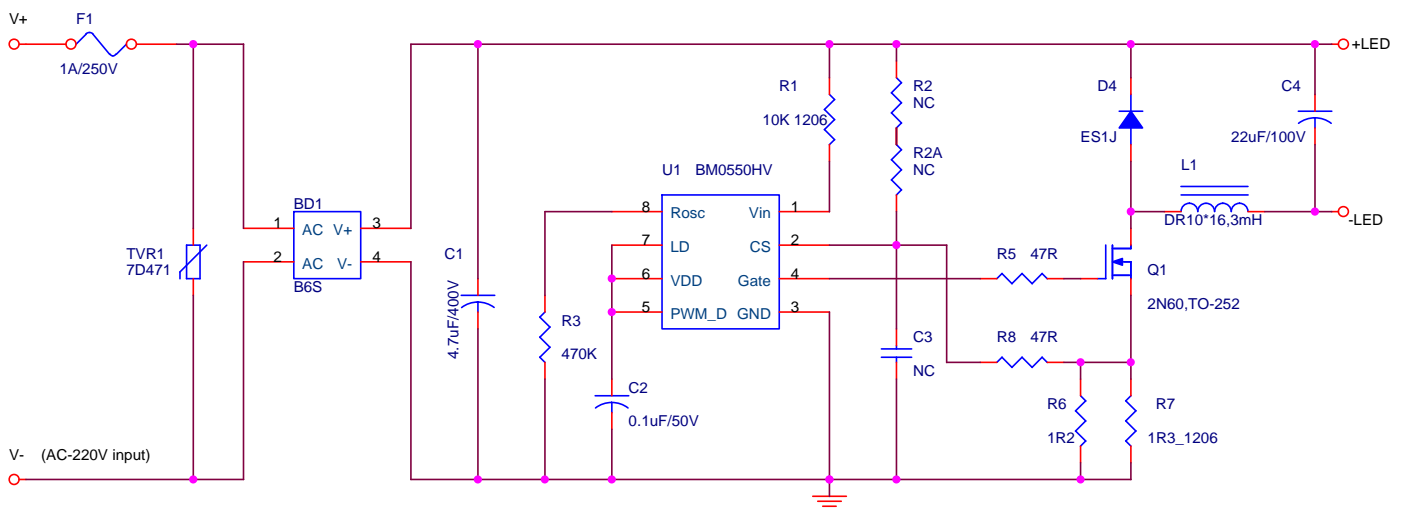 V+
F1
1A/250V
+LED
R1
10K 1206
R2
NC
R2A
NC
D4
ES1J
C4
22uF/100V
L1
DR10*16,3mH
-LED
U1 BM0550HV
8 Rosc Vin 1
7 LD CS 2
6 VDD Gate 4
5 PWM_D GND 3
BD1
1 AC V+ 3
2 AC V- 4
B6S
TVR1
7D471
C1
4.7uF/400V
R3
470K
C2
0.1uF/50V
R5 47R
Q1
2N60,TO-252
C3
NC
R8 47R
R6
1R2
R7
1R3_1206
V- (AC-220V input)